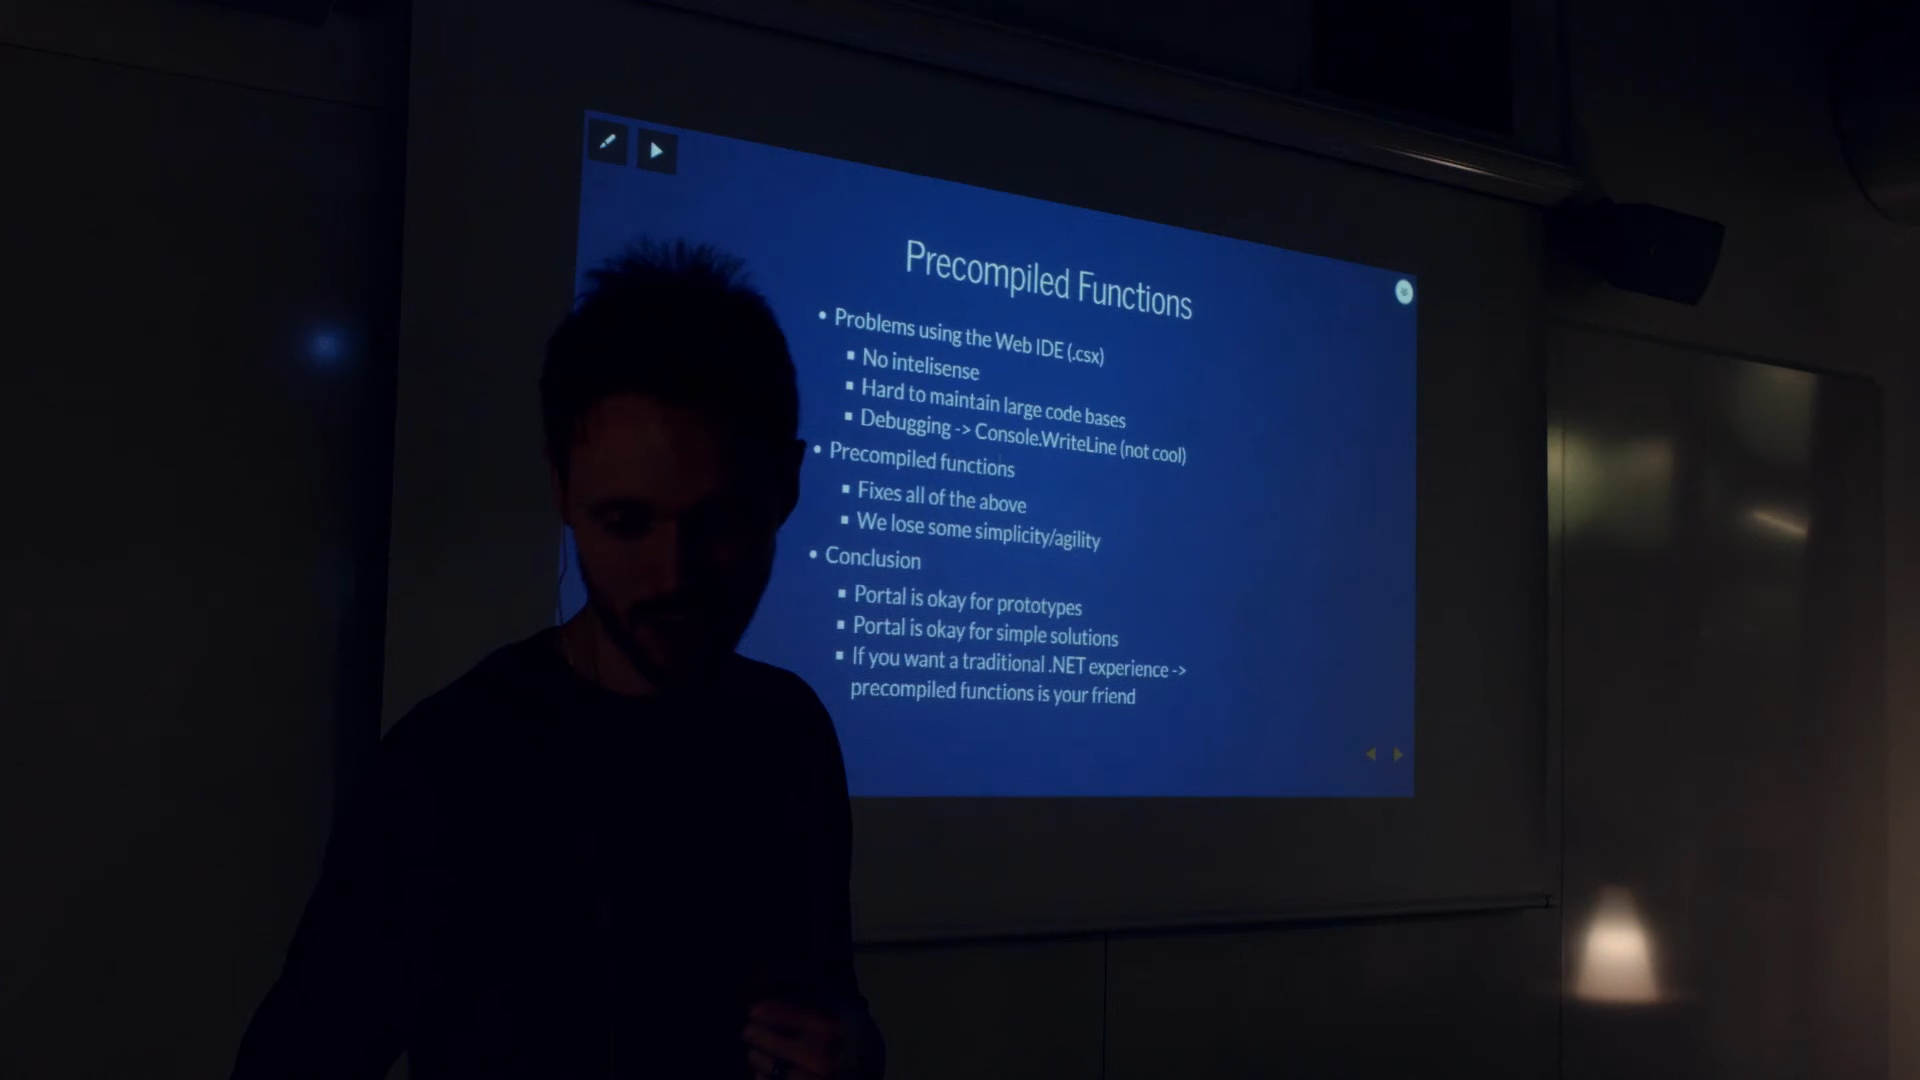 Precompiled Functions
• Problems using the Web IDE (.csx)
▪ No intelisense
▪ Hard to maintain large code bases
▪ Debugging -> Console.WriteLine (not cool)
• Precompiled functions
▪ Fixes all of the above
▪ We lose some simplicity/agility
• Conclusion
▪ Portal is okay for prototypes
▪ Portal is okay for simple solutions
▪ If you want a traditional .NET experience ->
precompiled functions is your friend